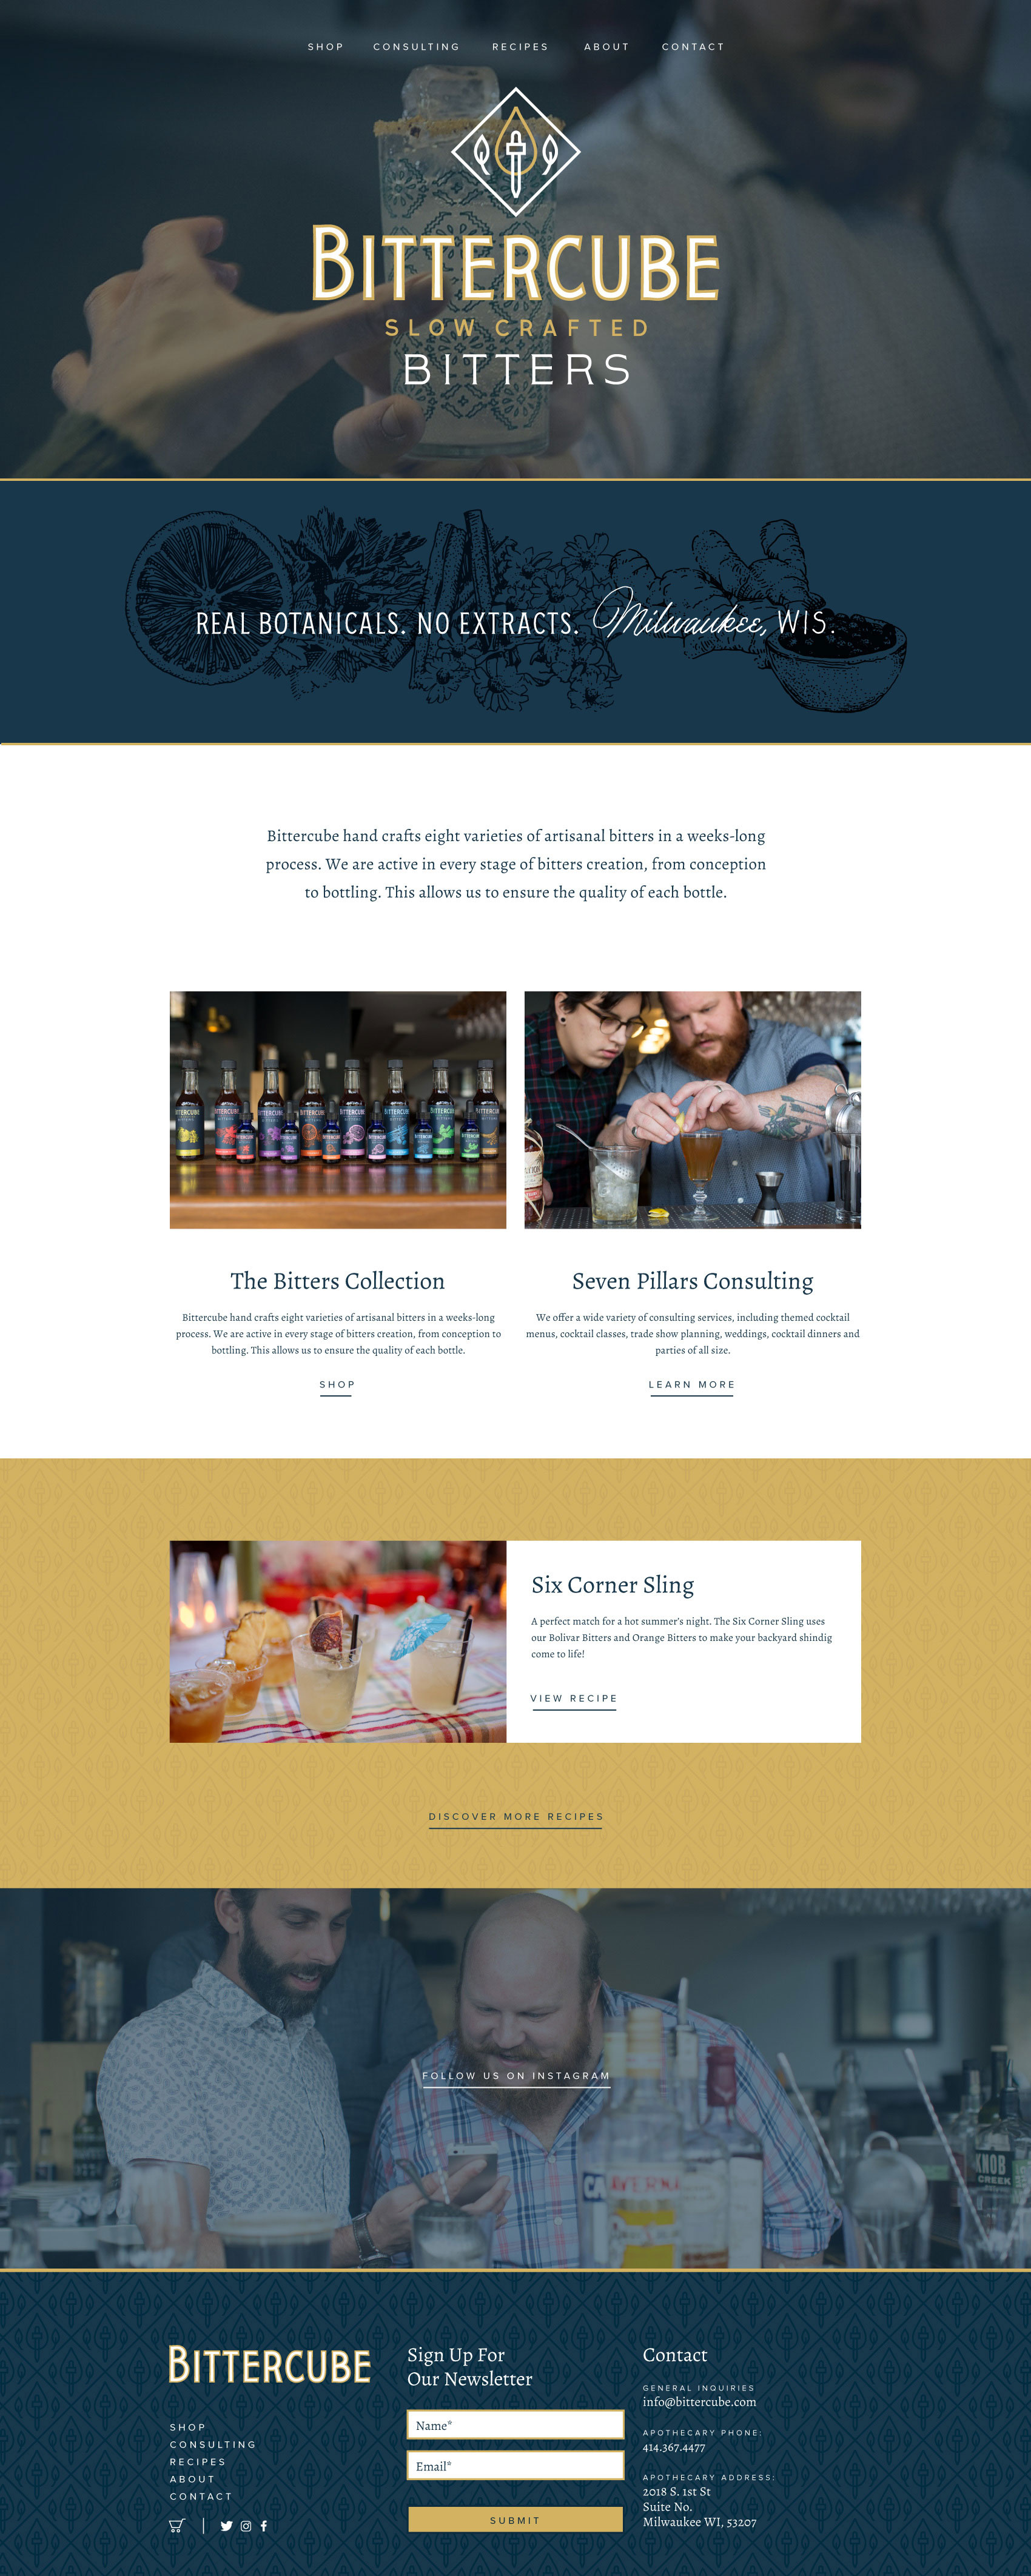 SHOP CONSULTING RECIPES ABOUT CONTACT
BITTERCUBE
SLOW CRAFTED
BITTERS
REAL BOTANICALS. NO EXTRACTS. Milwaukee, WIS.
Bittercube hand crafts eight varieties of artisanal bitters in a weeks-long
process. We are active in every stage of bitters creation, from conception
to bottling. This allows us to ensure the quality of each bottle.
The Bitters Collection
Bittercube hand crafts eight varieties of artisanal bitters in a weeks-long
process. We are active in every stage of bitters creation, from conception to
bottling. This allows us to ensure the quality of each bottle.
SHOP
Seven Pillars Consulting
We offer a wide variety of consulting services, including themed cocktail
menus, cocktail classes, trade show planning, weddings, cocktail dinners and
parties of all size.
LEARN MORE
Six Corner Sling
A perfect match for a hot summer's night. The Six Corner Sling uses
our Bolivar Bitters and Orange Bitters to make your backyard shindig
come to life!
VIEW RECIPE
DISCOVER MORE RECIPES
FOLLOW US ON INSTAGRAM
KNOB
CREEK
BITTERCUBE
SHOP
CONSULTING
RECIPES
ABOUT
CONTACT
Sign Up For
Our Newsletter
Name*
Email*
SUBMIT
Contact
GENERAL INQUIRIES
info@bittercube.com
APOTHECARY PHONE:
414.367.4477
APOTHECARY ADDRESS:
2018 S. 1st St
Suite No.
Milwaukee WI, 53207